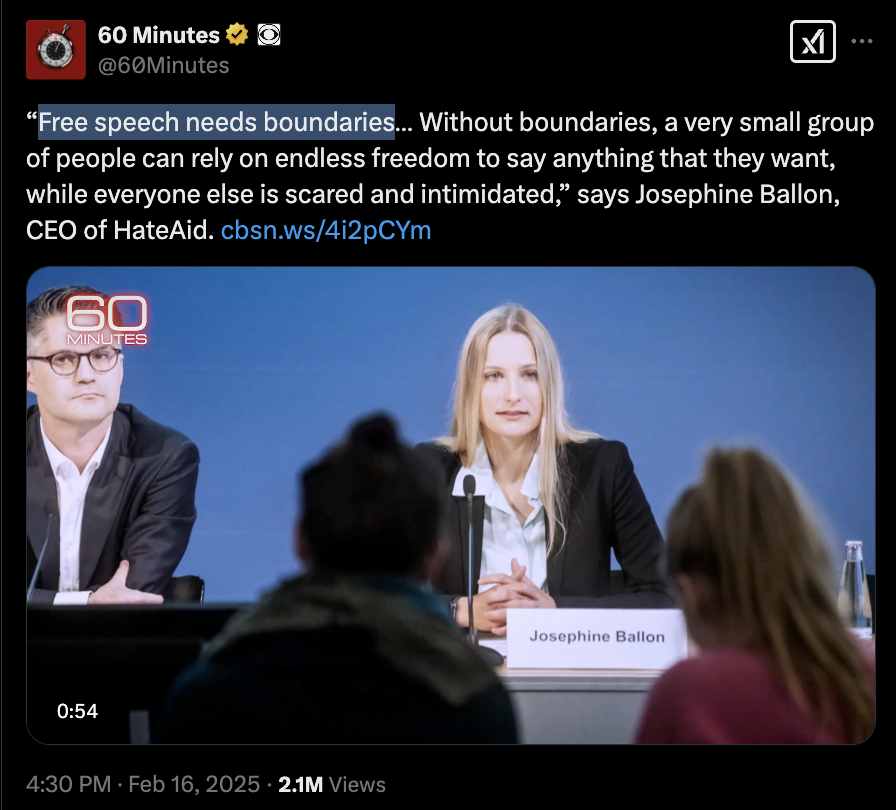 60 Minutes
@60Minutes
“Free speech needs boundaries... Without boundaries, a very small group
of people can rely on endless freedom to say anything that they want,
while everyone else is scared and intimidated,” says Josephine Ballon,
CEO of HateAid. cbsn.ws/4i2pCYm
60
MINUTES
Josephine Ballon
0:54
4:30 PM · Feb 16, 2025 · 2.1M Views